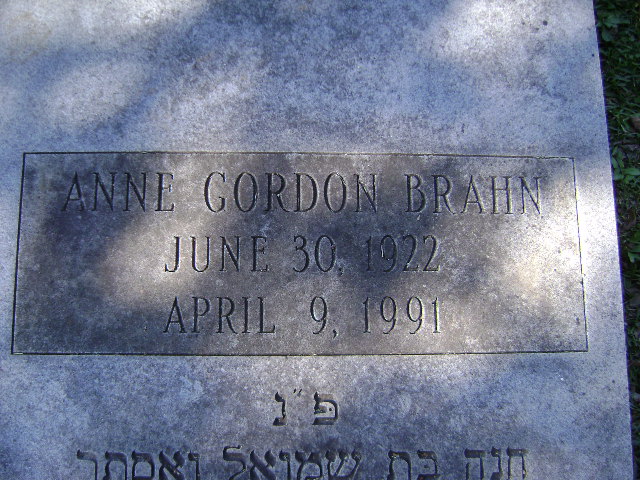 ANNE GORDON BRAHN
JUNE 30, 1922
APRIL 9, 1991
פ״נ
חנה בת שמואל ואסתר